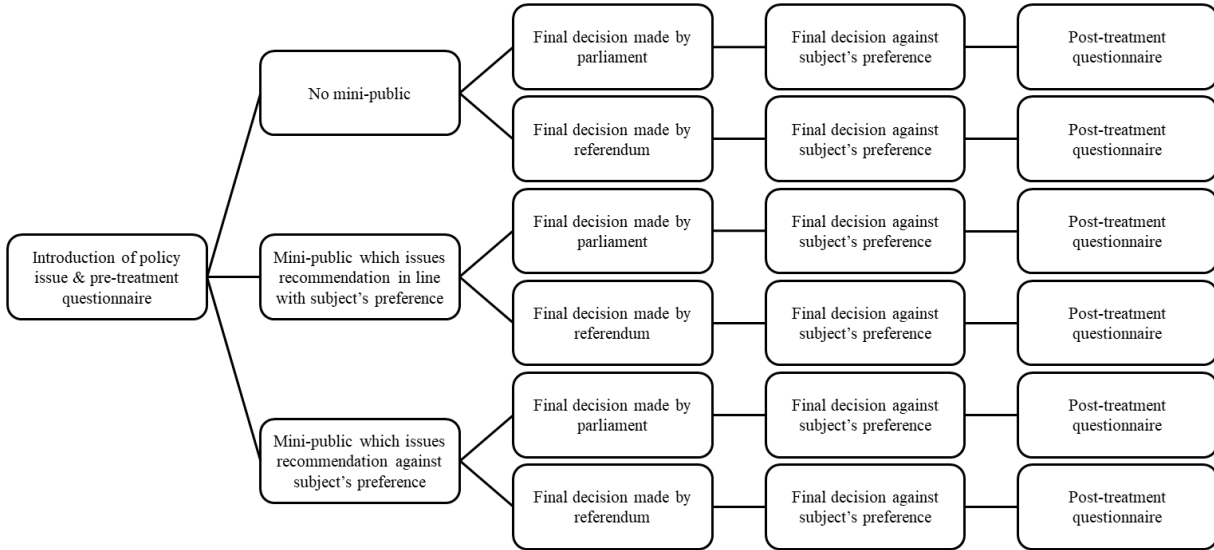 Introduction of policy
issue & pre-treatment
questionnaire
No mini-public
Mini-public which issues
recommendation in line
with subject’s preference
Mini-public which issues
recommendation against
subject’s preference
Final decision made by
parliament
Final decision against
subject’s preference
Post-treatment
questionnaire
Final decision made by
referendum
Final decision against
subject’s preference
Post-treatment
questionnaire
Final decision made by
parliament
Final decision against
subject’s preference
Post-treatment
questionnaire
Final decision made by
referendum
Final decision against
subject’s preference
Post-treatment
questionnaire
Final decision made by
parliament
Final decision against
subject’s preference
Post-treatment
questionnaire
Final decision made by
referendum
Final decision against
subject’s preference
Post-treatment
questionnaire